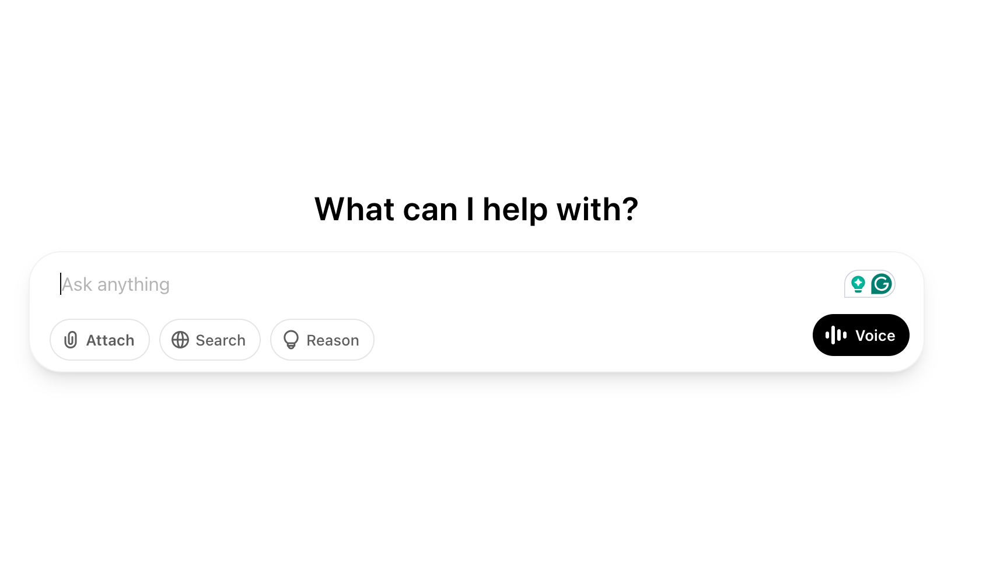 What can I help with?
Ask anything
Attach Search Reason Voice